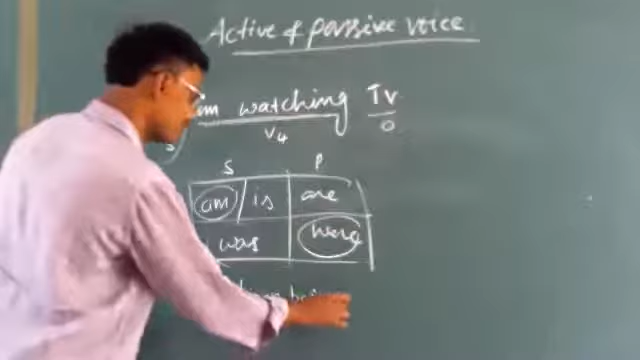 Active & passive voice
am watching TV
V4 O
S P
am / is are
was were